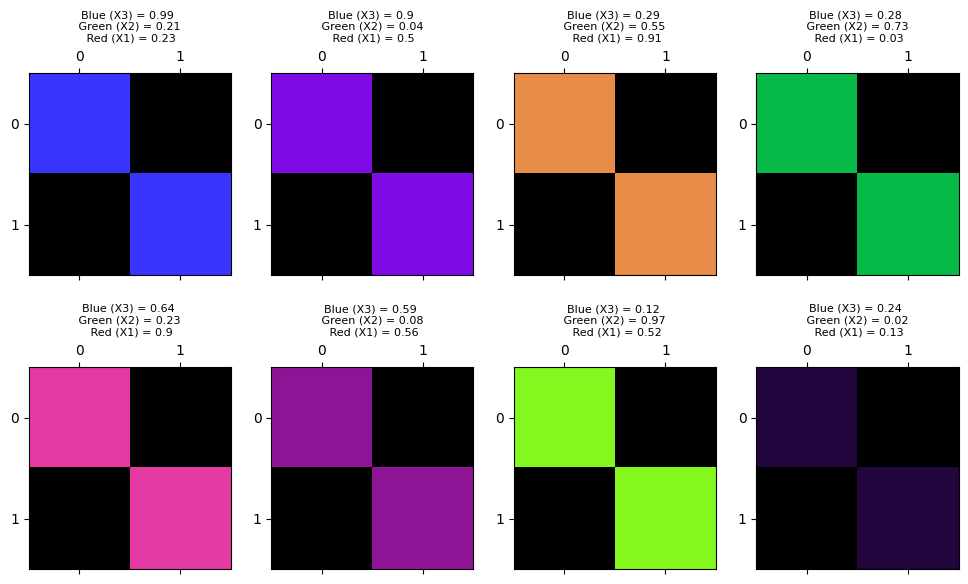 Blue (X3) = 0.99
Green (X2) = 0.21
Red (X1) = 0.23
0 1
0
1
Blue (X3) = 0.9
Green (X2) = 0.04
Red (X1) = 0.5
0 1
0
1
Blue (X3) = 0.29
Green (X2) = 0.55
Red (X1) = 0.91
0 1
0
1
Blue (X3) = 0.28
Green (X2) = 0.73
Red (X1) = 0.03
0 1
0
1
Blue (X3) = 0.64
Green (X2) = 0.23
Red (X1) = 0.9
0 1
0
1
Blue (X3) = 0.59
Green (X2) = 0.08
Red (X1) = 0.56
0 1
0
1
Blue (X3) = 0.12
Green (X2) = 0.97
Red (X1) = 0.52
0 1
0
1
Blue (X3) = 0.24
Green (X2) = 0.02
Red (X1) = 0.13
0 1
0
1